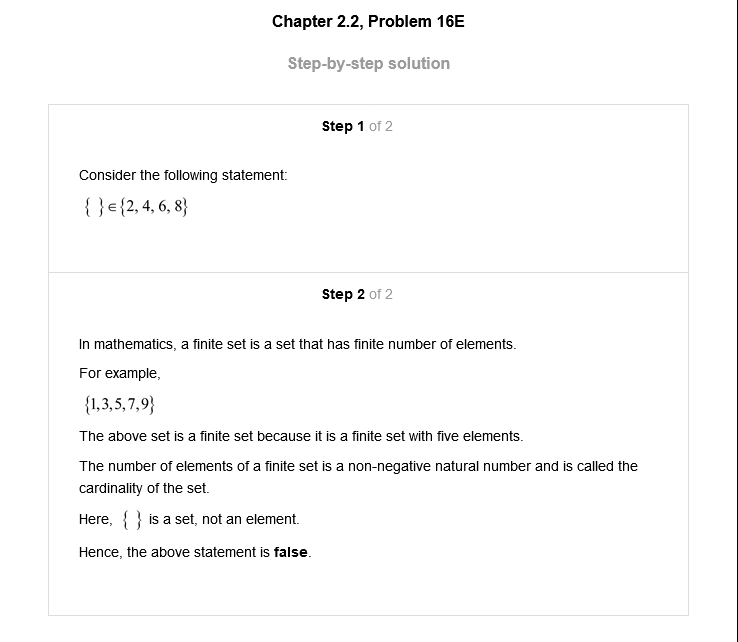 Chapter 2.2, Problem 16E
Step-by-step solution
Step 1 of 2
Consider the following statement:
{ }∈{2, 4, 6, 8}
Step 2 of 2
In mathematics, a finite set is a set that has finite number of elements.
For example,
{1,3,5,7,9}
The above set is a finite set because it is a finite set with five elements.
The number of elements of a finite set is a non-negative natural number and is called the
cardinality of the set.
Here, { } is a set, not an element.
Hence, the above statement is false.